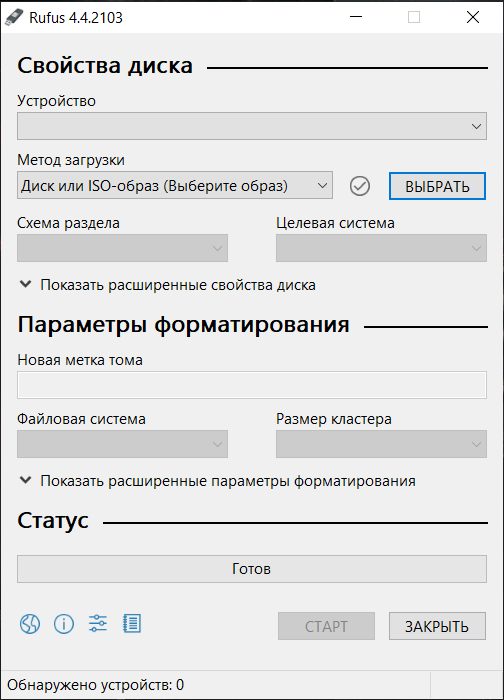 Rufus 4.4.2103
Свойства диска
Устройство
Метод загрузки
Диск или ISO-образ (Выберите образ)
ВЫБРАТЬ
Схема раздела
Целевая система
Показать расширенные свойства диска
Параметры форматирования
Новая метка тома
Файловая система
Размер кластера
Показать расширенные параметры форматирования
Статус
Готов
СТАРТ
ЗАКРЫТЬ
Обнаружено устройств: 0